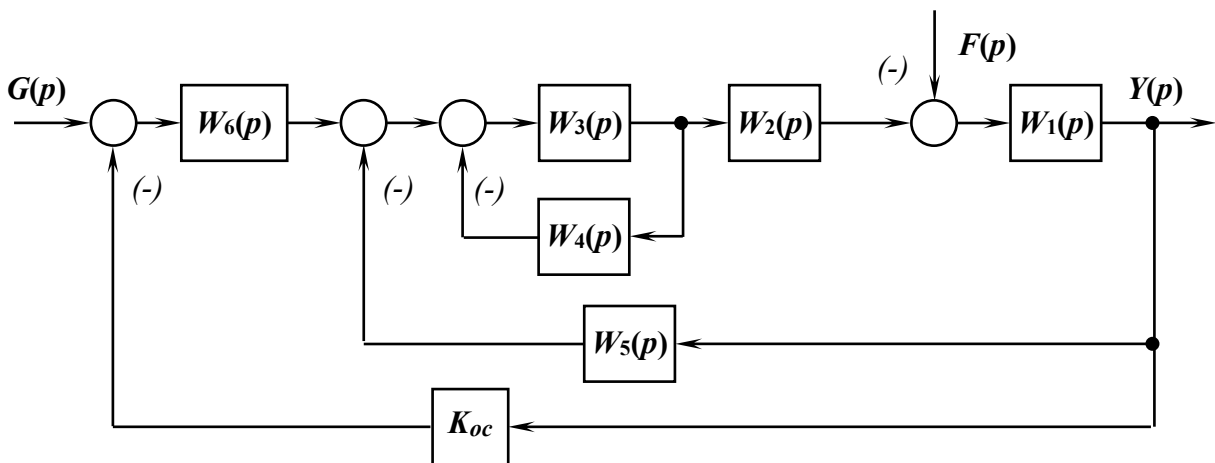 F(p)
(-)
G(p)
Y(p)
W₆(p)
W₃(p)
W₂(p)
W₁(p)
(-)
(-)
(-)
W₄(p)
W₅(p)
Kₒc